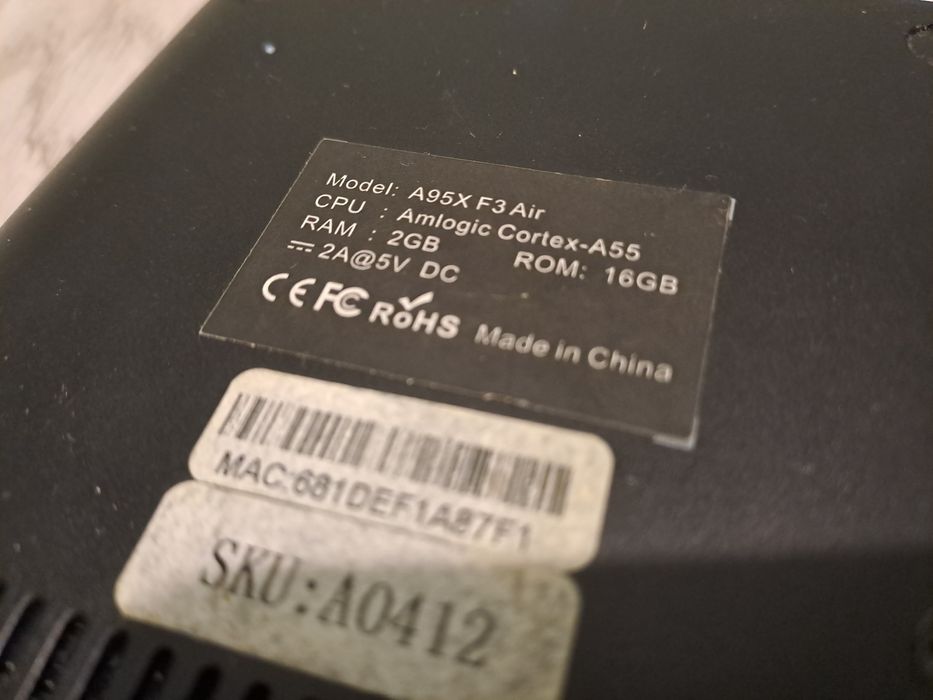 Model: A95X F3 Air
CPU : Amlogic Cortex-A55
RAM : 2GB ROM: 16GB
⎓ 2A@5V DC
CE FC RoHS Made in China
MAC:681DEF1A87F1
SKU:A0412